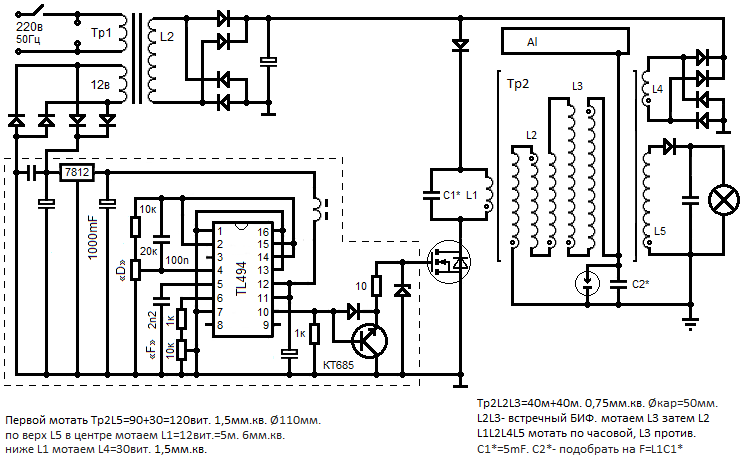 220в
50Гц
Тр1
L2
12в
7812
1000mF
10к
20к
«D»
100n
2n2
«F»
1к
10к
TL494
1
2
3
4
5
6
7
8
16
15
14
13
12
11
10
9
1к
10
КТ685
C1*
L1
Al
Тр2
L2
L3
L4
L5
C2*
Первой мотать Тр2L5=90+30=120вит. 1,5мм.кв. Ø110мм.
по верх L5 в центре мотаем L1=12вит.=5м. 6мм.кв.
ниже L1 мотаем L4=30вит. 1,5мм.кв.
Тр2L2L3=40м+40м. 0,75мм.кв. Øкар=50мм.
L2L3- встречный БИФ. мотаем L3 затем L2
L1L2L4L5 мотать по часовой, L3 против.
C1*=5mF. C2*- подобрать на F=L1C1*